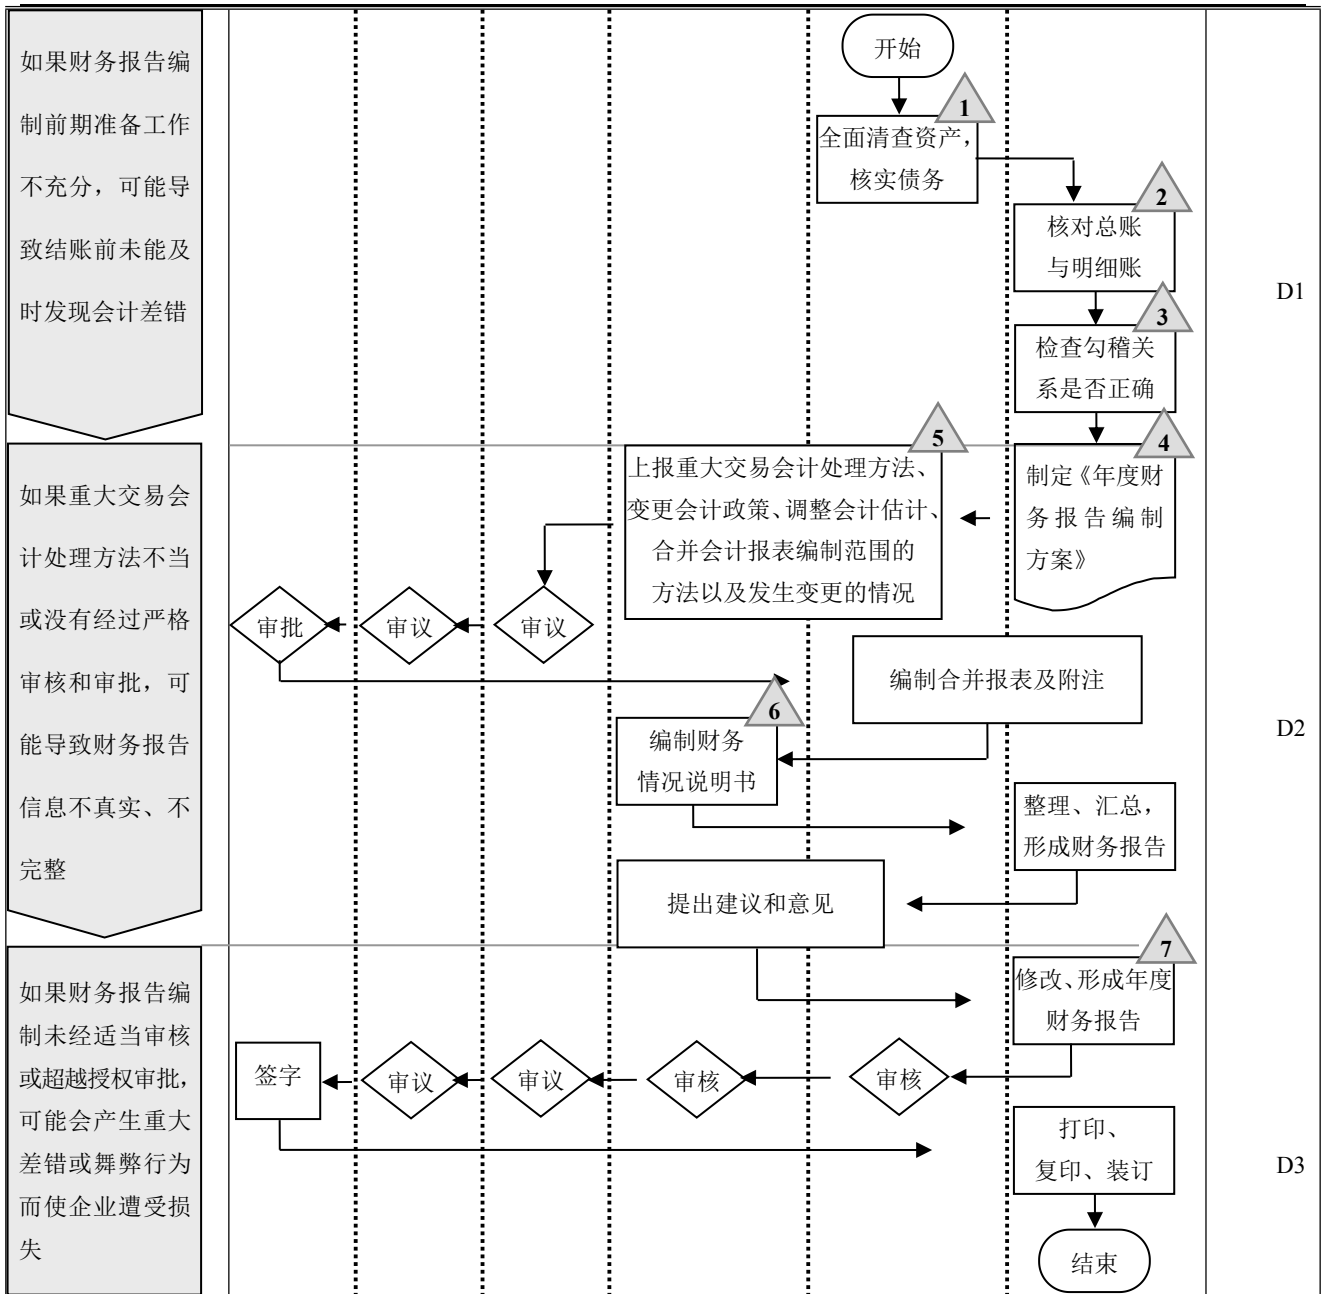 如果财务报告编
制前期准备工作
不充分，可能导
致结账前未能及
时发现会计差错
开始
1
全面清查资产，
核实债务
2
核对总账
与明细账
3
检查勾稽关
系是否正确
D1
如果重大交易会
计处理方法不当
或没有经过严格
审核和审批，可
能导致财务报告
信息不真实、不
完整
4
制定《年度财
务报告编制
方案》
5
上报重大交易会计处理方法、
变更会计政策、调整会计估计、
合并会计报表编制范围的
方法以及发生变更的情况
审议
审议
审批
编制合并报表及附注
6
编制财务
情况说明书
整理、汇总，
形成财务报告
提出建议和意见
D2
如果财务报告编
制未经适当审核
或超越授权审批，
可能会产生重大
差错或舞弊行为
而使企业遭受损
失
7
修改、形成年度
财务报告
审核
审核
审议
审议
签字
打印、
复印、装订
结束
D3